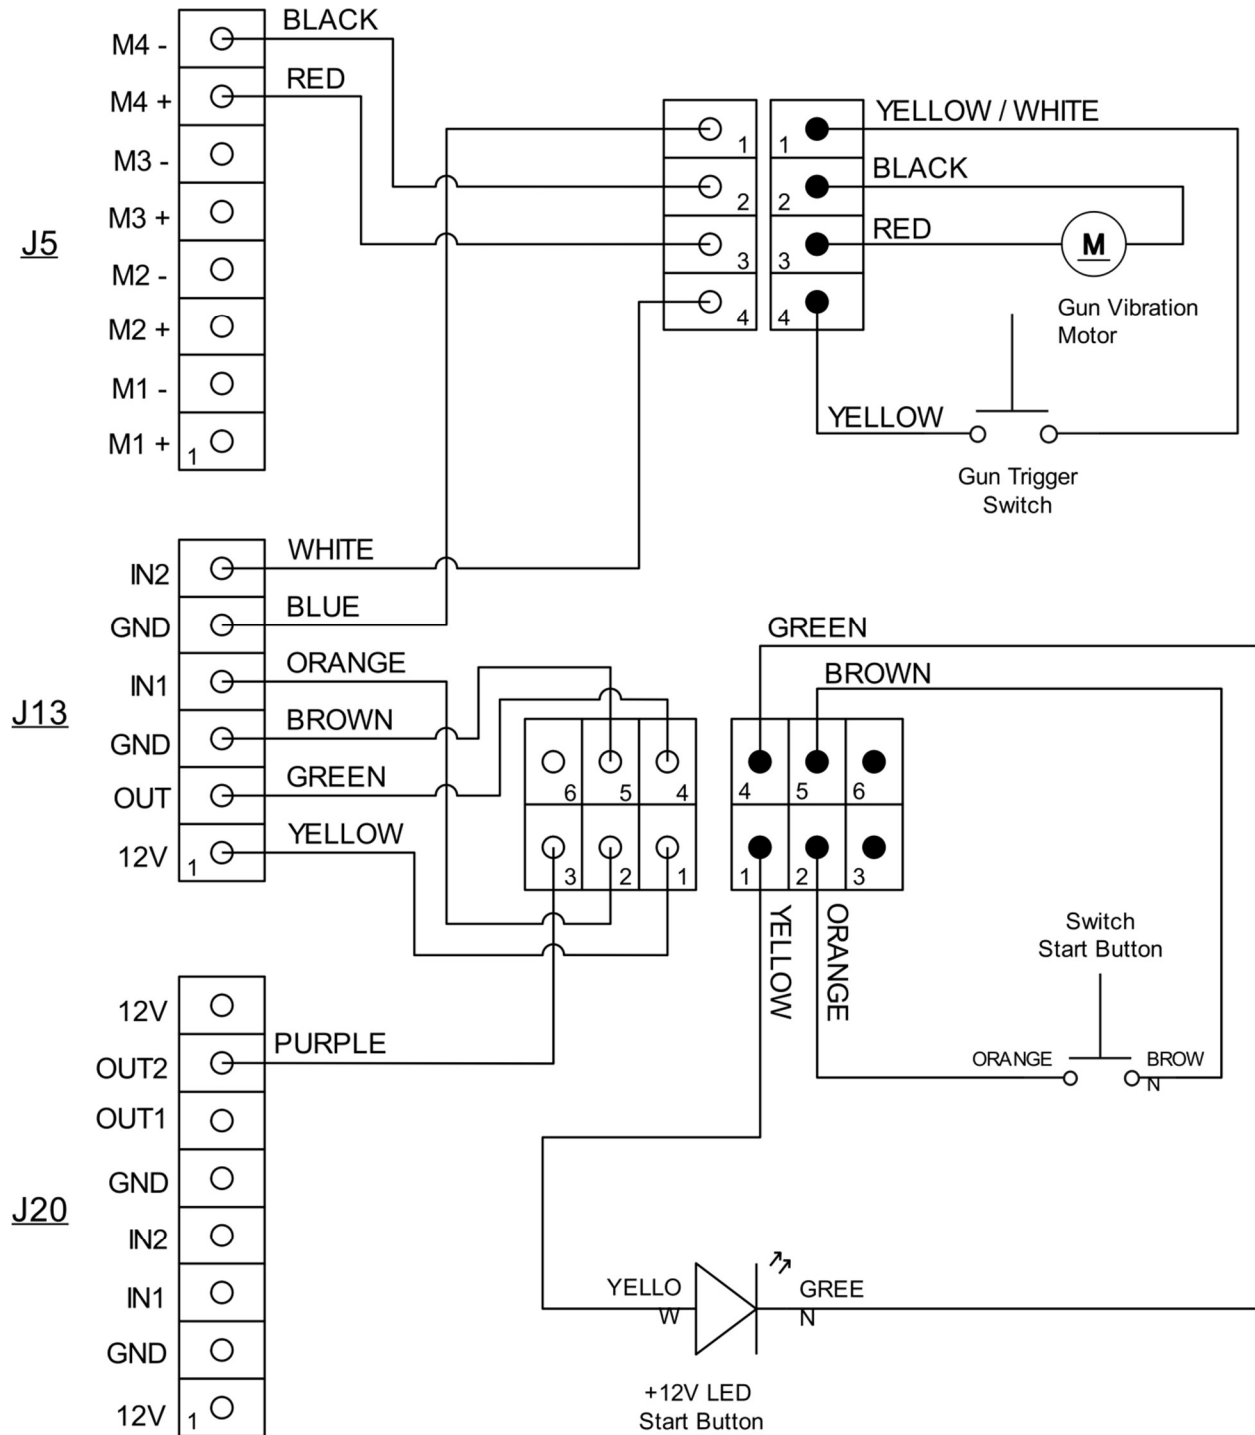 J5
M4 -
M4 +
M3 -
M3 +
M2 -
M2 +
M1 -
M1 +
1
BLACK
RED
1
2
3
4
1
2
3
4
YELLOW / WHITE
BLACK
RED
M
Gun Vibration
Motor
YELLOW
Gun Trigger
Switch
J13
IN2
GND
IN1
GND
OUT
12V
1
WHITE
BLUE
ORANGE
BROWN
GREEN
YELLOW
6
5
4
3
2
1
GREEN
BROWN
4
5
6
1
2
3
YELLOW
ORANGE
Switch
Start Button
ORANGE
BROW
N
J20
12V
OUT2
OUT1
GND
IN2
IN1
GND
12V
1
PURPLE
YELLO
W
GREE
N
+12V LED
Start Button